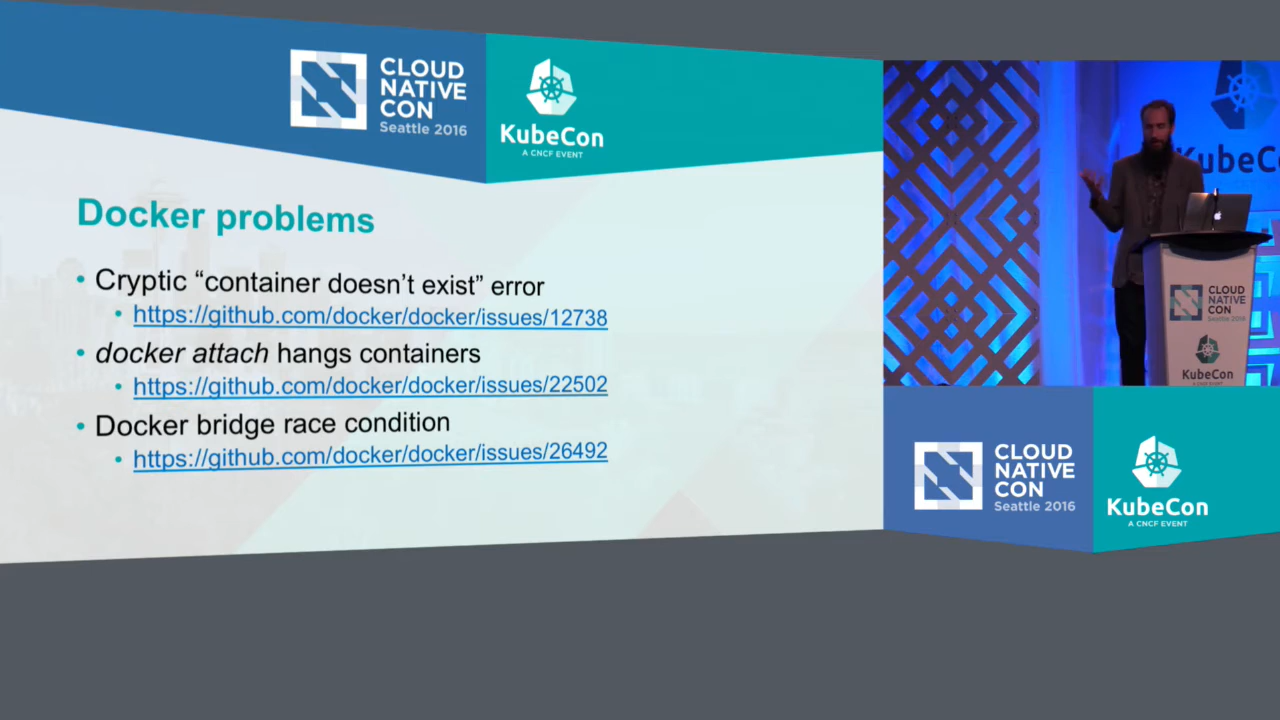 CLOUD
NATIVE
CON
Seattle 2016
KubeCon
A CNCF EVENT
Docker problems
• Cryptic “container doesn’t exist” error
• https://github.com/docker/docker/issues/12738
• docker attach hangs containers
• https://github.com/docker/docker/issues/22502
• Docker bridge race condition
• https://github.com/docker/docker/issues/26492
KubeC
CLOUD
NATIVE
CON
Seattle 2016
KubeCon
CLOUD
NATIVE
CON
Seattle 2016
KubeCon
A CNCF EVENT